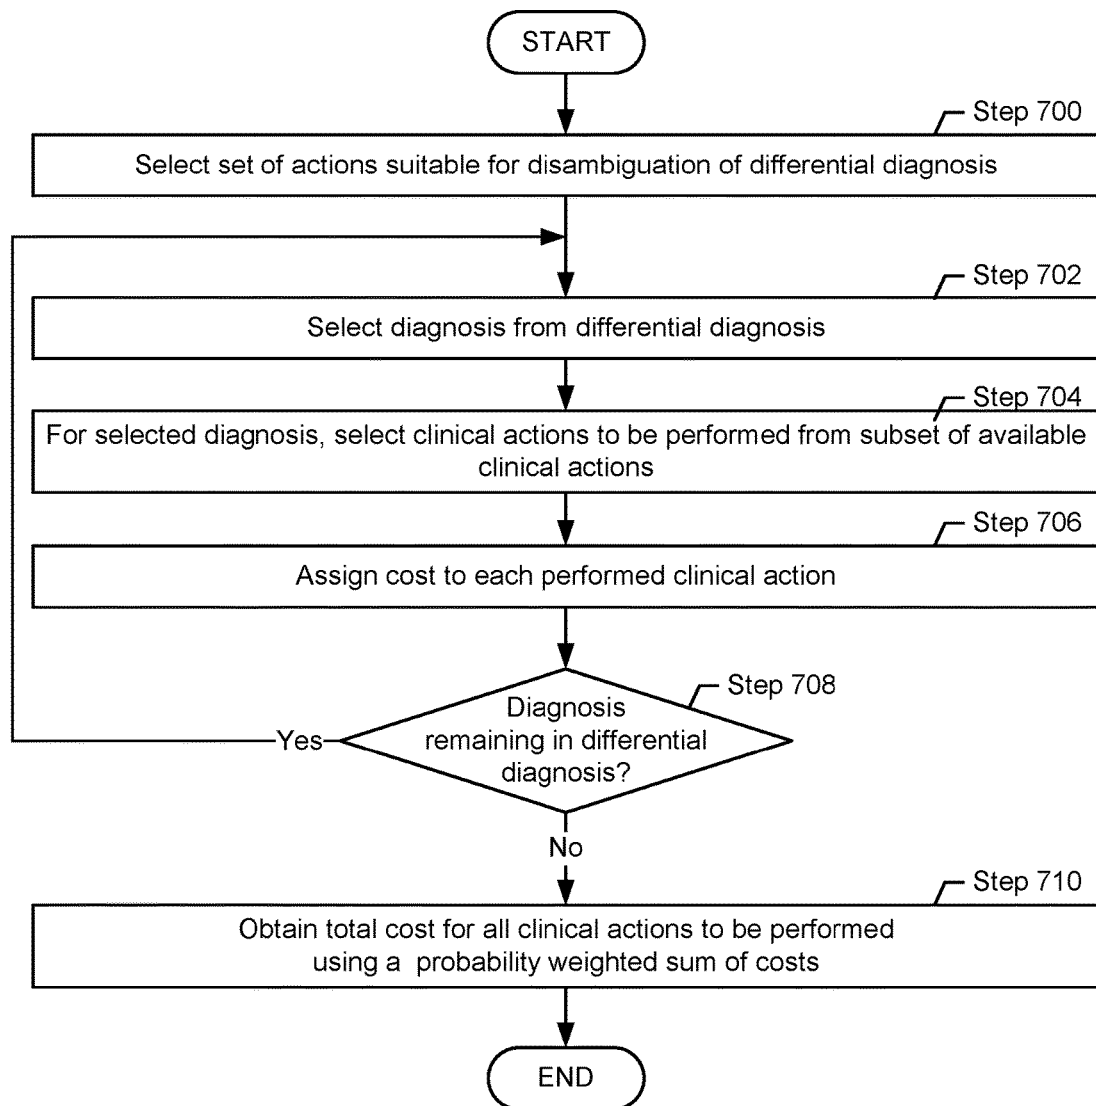 START
Step 700
Select set of actions suitable for disambiguation of differential diagnosis
Step 702
Select diagnosis from differential diagnosis
Step 704
For selected diagnosis, select clinical actions to be performed from subset of available
clinical actions
Step 706
Assign cost to each performed clinical action
Step 708
Diagnosis
remaining in differential
diagnosis?
Yes
No
Step 710
Obtain total cost for all clinical actions to be performed
using a probability weighted sum of costs
END